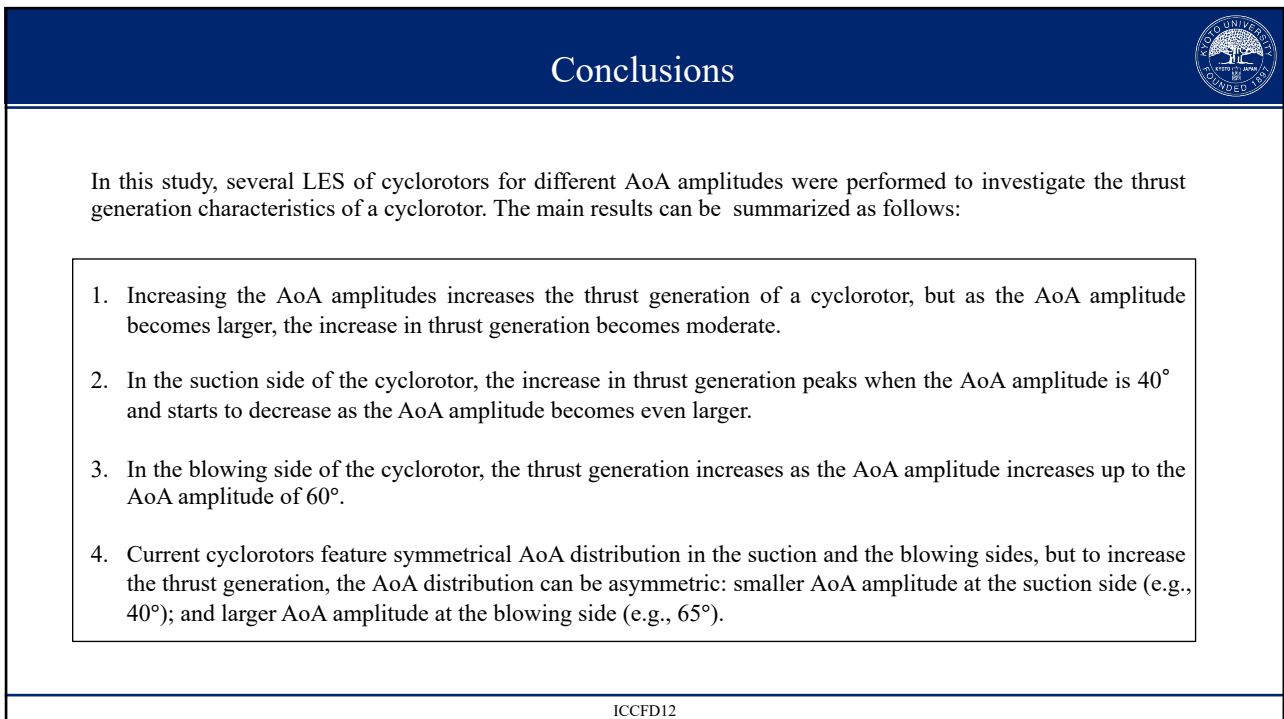 Conclusions
KYOTO UNIVERSITY
KYOTO JAPAN
FOUNDED 1897
In this study, several LES of cyclorotors for different AoA amplitudes were performed to investigate the thrust
generation characteristics of a cyclorotor. The main results can be  summarized as follows:
1. Increasing the AoA amplitudes increases the thrust generation of a cyclorotor, but as the AoA amplitude
becomes larger, the increase in thrust generation becomes moderate.
2. In the suction side of the cyclorotor, the increase in thrust generation peaks when the AoA amplitude is 40°
and starts to decrease as the AoA amplitude becomes even larger.
3. In the blowing side of the cyclorotor, the thrust generation increases as the AoA amplitude increases up to the
AoA amplitude of 60°.
4. Current cyclorotors feature symmetrical AoA distribution in the suction and the blowing sides, but to increase
the thrust generation, the AoA distribution can be asymmetric: smaller AoA amplitude at the suction side (e.g.,
40°); and larger AoA amplitude at the blowing side (e.g., 65°).
ICCFD12